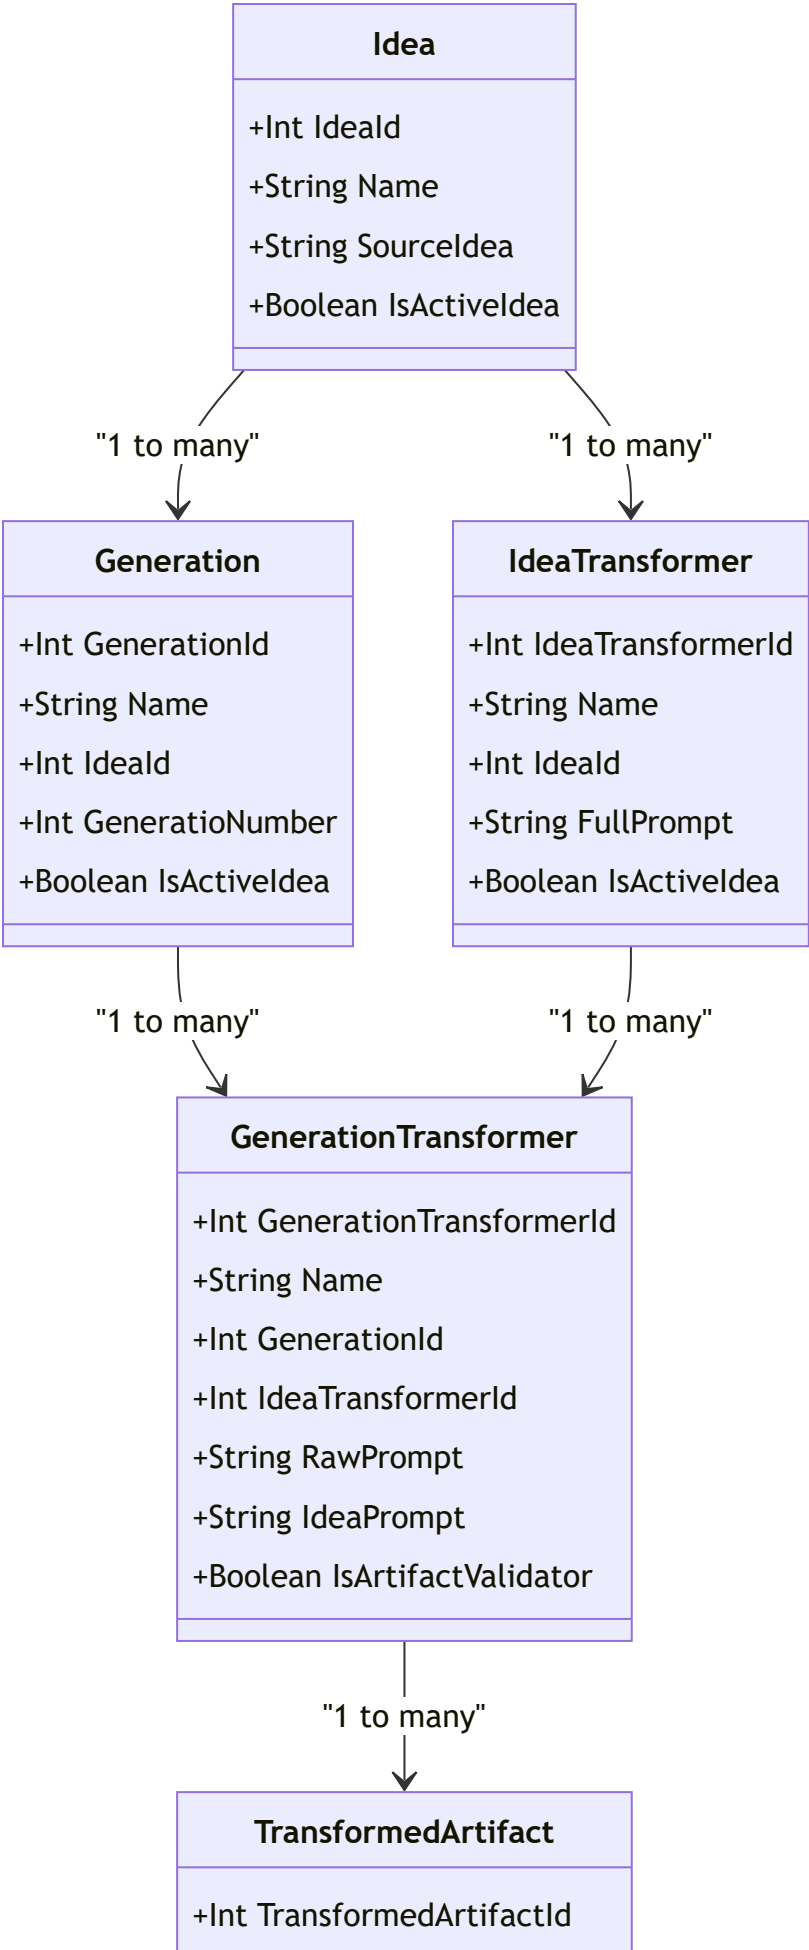 Idea
+Int IdeaId
+String Name
+String SourceIdea
+Boolean IsActiveIdea
"1 to many"
"1 to many"
Generation
+Int GenerationId
+String Name
+Int IdeaId
+Int GeneratioNumber
+Boolean IsActiveIdea
IdeaTransformer
+Int IdeaTransformerId
+String Name
+Int IdeaId
+String FullPrompt
+Boolean IsActiveIdea
"1 to many"
"1 to many"
GenerationTransformer
+Int GenerationTransformerId
+String Name
+Int GenerationId
+Int IdeaTransformerId
+String RawPrompt
+String IdeaPrompt
+Boolean IsArtifactValidator
"1 to many"
TransformedArtifact
+Int TransformedArtifactId